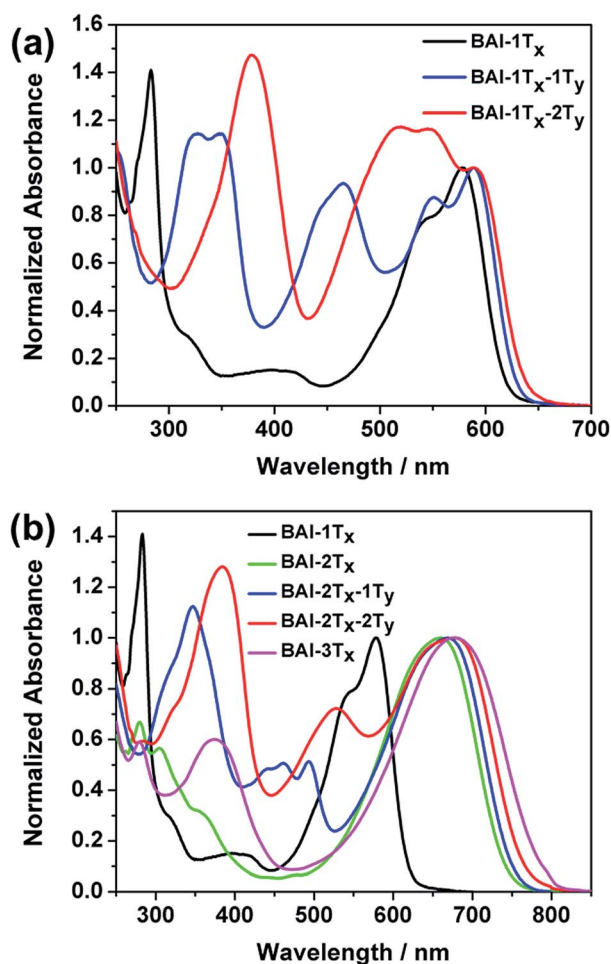 (a)
BAI-1Tx
BAI-1Tx-1Ty
BAI-1Tx-2Ty
Normalized Absorbance
1.6
1.4
1.2
1.0
0.8
0.6
0.4
0.2
0.0
300 400 500 600 700
Wavelength / nm
(b)
BAI-1Tx
BAI-2Tx
BAI-2Tx-1Ty
BAI-2Tx-2Ty
BAI-3Tx
Normalized Absorbance
1.4
1.2
1.0
0.8
0.6
0.4
0.2
0.0
300 400 500 600 700 800
Wavelength / nm